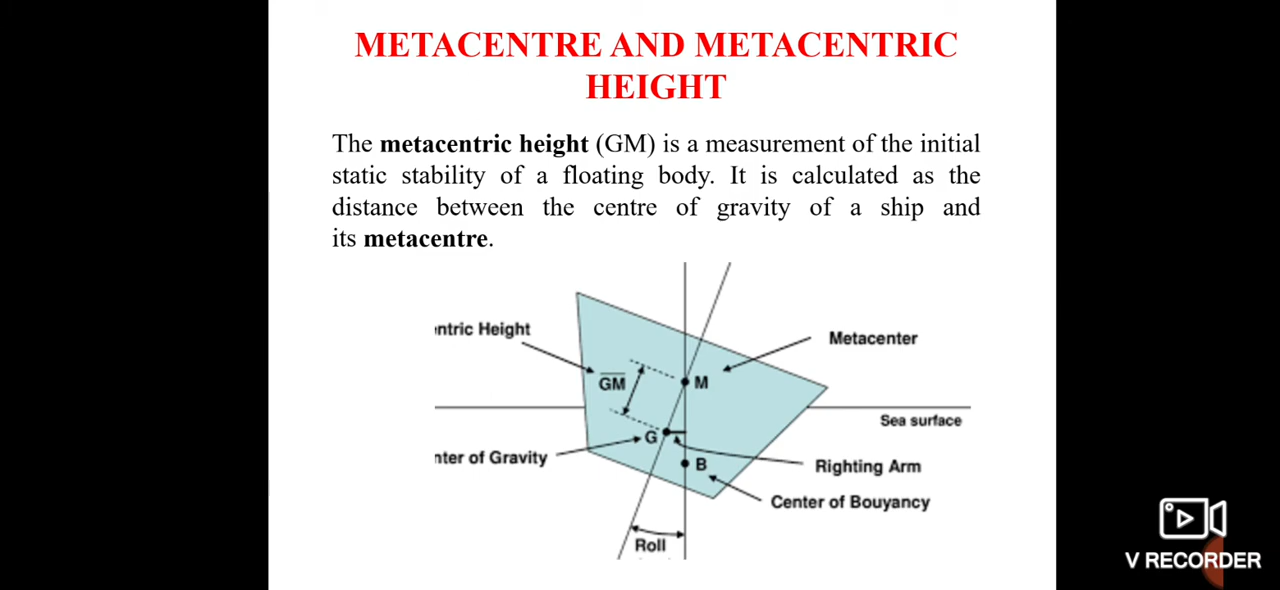 METACENTRE AND METACENTRIC
HEIGHT
The metacentric height (GM) is a measurement of the initial
static stability of a floating body. It is calculated as the
distance between the centre of gravity of a ship and
its metacentre.
ntric Height
Metacenter
GM
M
Sea surface
G
nter of Gravity
B
Righting Arm
Center of Bouyancy
Roll
V RECORDER